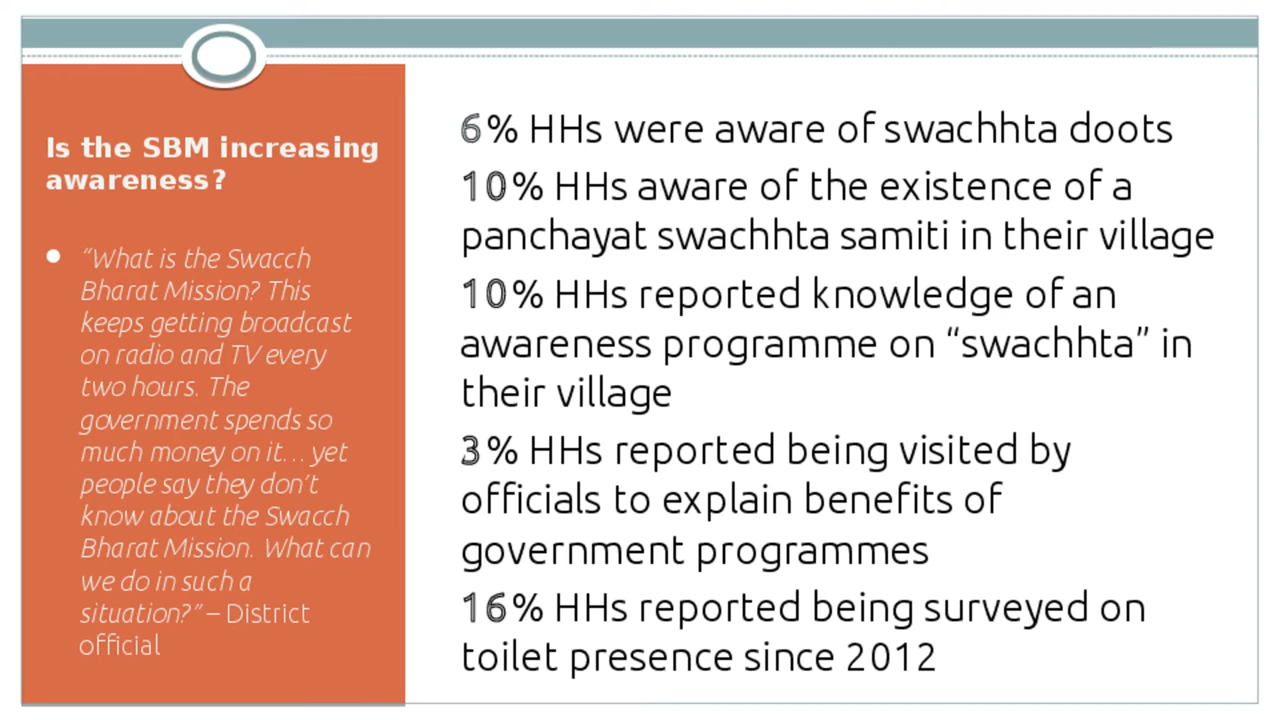 Is the SBM increasing
awareness?
• “What is the Swacch
Bharat Mission? This
keeps getting broadcast
on radio and TV every
two hours. The
government spends so
much money on it…yet
people say they don’t
know about the Swacch
Bharat Mission. What can
we do in such a
situation?” – District
official
6% HHs were aware of swachhta doots
10% HHs aware of the existence of a
panchayat swachhta samiti in their village
10% HHs reported knowledge of an
awareness programme on “swachhta” in
their village
3% HHs reported being visited by
officials to explain benefits of
government programmes
16% HHs reported being surveyed on
toilet presence since 2012